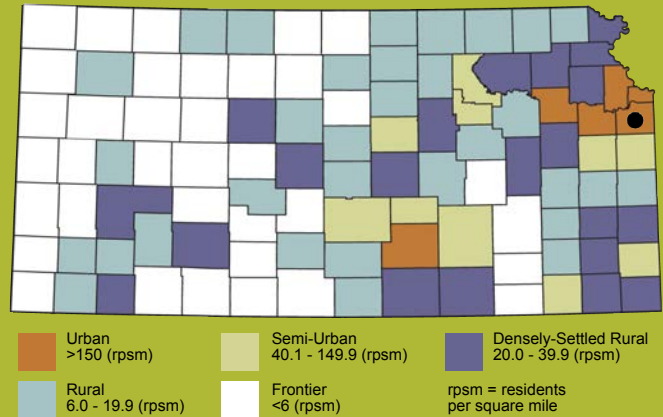 Urban
>150 (rpsm)
Semi-Urban
40.1 - 149.9 (rpsm)
Densely-Settled Rural
20.0 - 39.9 (rpsm)
Rural
6.0 - 19.9 (rpsm)
Frontier
<6 (rpsm)
rpsm = residents
per square mile